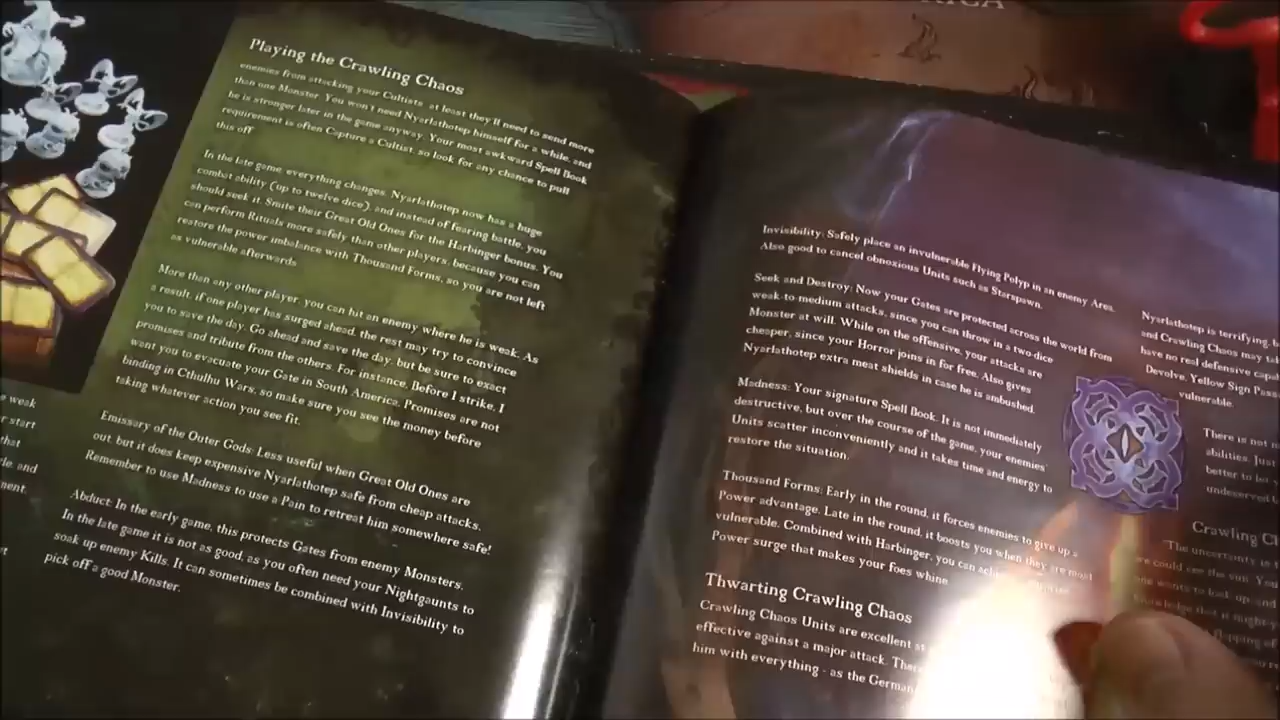 RICA
Playing the Crawling Chaos
enemies from attacking your Cultists at least they'll need to send more
than one Monster. You won't need Nyarlathotep himself for a while, and
he is stronger later in the game anyway. Your most awkward Spell Book
requirement is often Capture a Cultist, so look for any chance to pull
this off
In the late game, everything changes. Nyarlathotep now has a huge
combat ability (up to twelve dice), and instead of fearing battle, you
should seek it. Smite their Great Old Ones for the Harbinger bonus. You
can perform Rituals more safely than other players, because you can
restore the power imbalance with Thousand Forms, so you are not left
as vulnerable afterwards
More than any other player, you can hit an enemy where he is weak. As
a result, if one player has surged ahead, the rest may try to convince
you to save the day. Go ahead and save the day, but be sure to exact
promises and tribute from the others. For instance, Before I strike, I
want you to evacuate your Gate in South America. Promises are not
binding in Cthulhu Wars, so make sure you see the money before
taking whatever action you see fit.
Emissary of the Outer Gods: Less useful when Great Old Ones are
out, but it does keep expensive Nyarlathotep safe from cheap attacks.
Remember to use Madness to use a Pain to retreat him somewhere safe!
Abduct: In the early game, this protects Gates from enemy Monsters.
In the late game it is not as good, as you often need your Nightgaunts to
soak up enemy Kills. It can sometimes be combined with Invisibility to
pick off a good Monster.
weak
start
that
and
Invisibility: Safely place an invulnerable Flying Polyp in an enemy Area.
Also good to cancel obnoxious Units such as Starspawn.
Seek and Destroy: Now your Gates are protected across the world from
weak-to-medium attacks, since you can throw in a two-dice
Monster at will. While on the offensive, your attacks are
cheaper, since your Horror joins in for free. Also gives
Nyarlathotep extra meat shields in case he is ambushed.
Madness: Your signature Spell Book. It is not immediately
destructive, but over the course of the game, your enemies'
Units scatter inconveniently and it takes time and energy to
restore the situation.
Thousand Forms: Early in the round, it forces enemies to give up a
Power advantage. Late in the round, it boosts you when they are most
vulnerable. Combined with Harbinger, you can
Power surge that makes your foes whine
Thwarting Crawling Chaos
Crawling Chaos Units are excellent at
effective against a major attack.
him with everything - as the German
Nyarlathotep is terrifying,
and Crawling Chaos may
have no real defensive
Devolve, Yellow Sign
vulnerable.
There is not
abilities. Just
better to let
Crawling
"The uncertainty is
we could see the sun. You